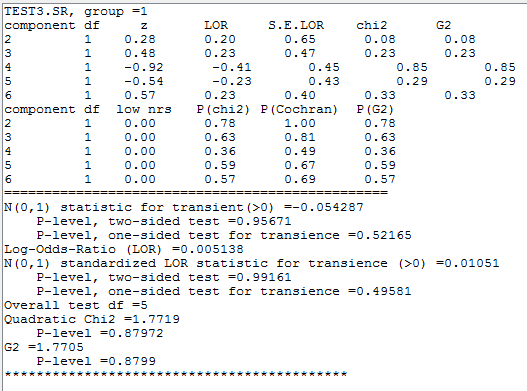 TEST3.SR, group =1
component df z LOR S.E.LOR chi2 G2
2 1 0.28 0.20 0.65 0.08 0.08
3 1 0.48 0.23 0.47 0.23 0.23
4 1 -0.92 -0.41 0.45 0.85 0.85
5 1 -0.54 -0.23 0.43 0.29 0.29
6 1 0.57 0.23 0.40 0.33 0.33
component df low nrs P(chi2) P(Cochran) P(G2)
2 1 0.00 0.78 1.00 0.78
3 1 0.00 0.63 0.81 0.63
4 1 0.00 0.36 0.49 0.36
5 1 0.00 0.59 0.67 0.59
6 1 0.00 0.57 0.69 0.57
================================================
N(0,1) statistic for transient(>0) =-0.054287
P-level, two-sided test =0.95671
P-level, one-sided test for transience =0.52165
Log-Odds-Ratio (LOR) =0.005138
N(0,1) standardized LOR statistic for transience (>0) =0.01051
P-level, two-sided test =0.99161
P-level, one-sided test for transience =0.49581
Overall test df =5
Quadratic Chi2 =1.7719
P-level =0.87972
G2 =1.7705
P-level =0.8799
*******************************************